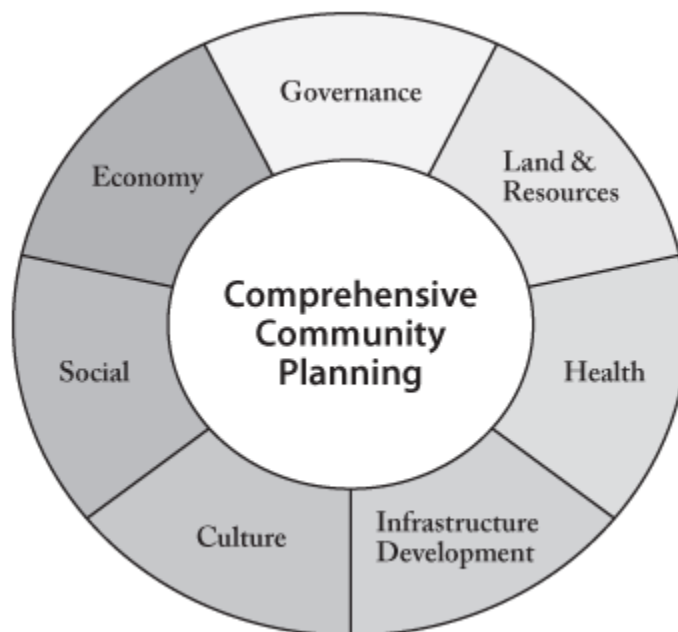 Governance
Land &
Resources
Health
Infrastructure
Development
Culture
Social
Economy
Comprehensive
Community
Planning